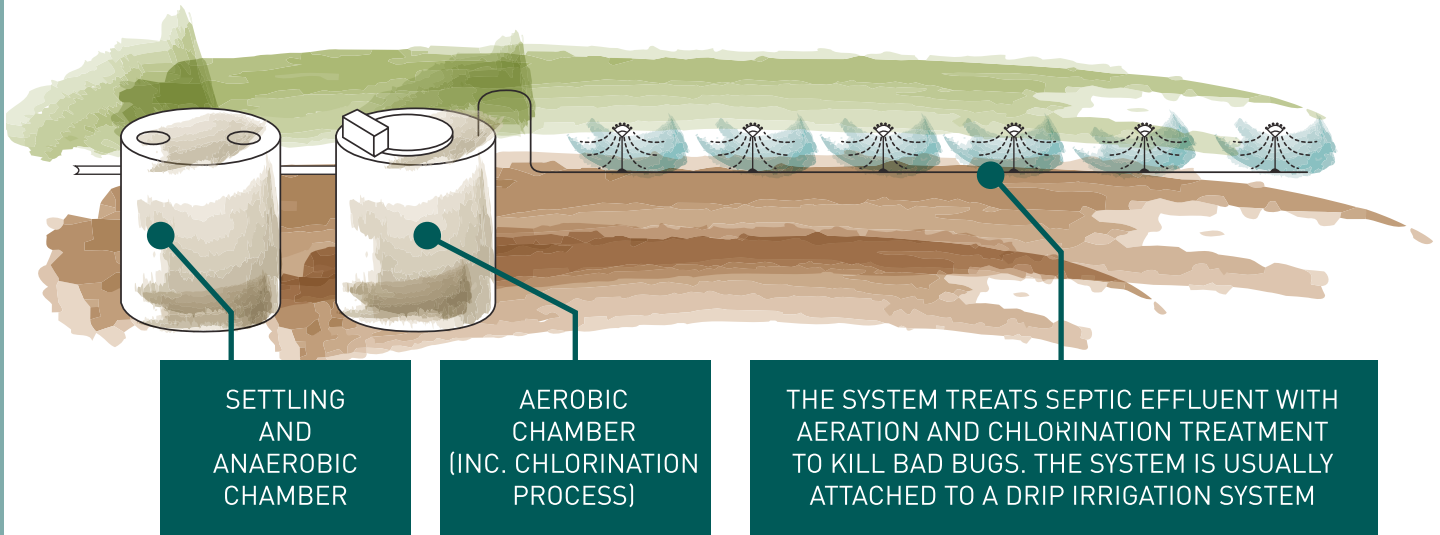 SETTLING
AND
ANAEROBIC
CHAMBER
AEROBIC
CHAMBER
(INC. CHLORINATION
PROCESS)
THE SYSTEM TREATS SEPTIC EFFLUENT WITH
AERATION AND CHLORINATION TREATMENT
TO KILL BAD BUGS. THE SYSTEM IS USUALLY
ATTACHED TO A DRIP IRRIGATION SYSTEM